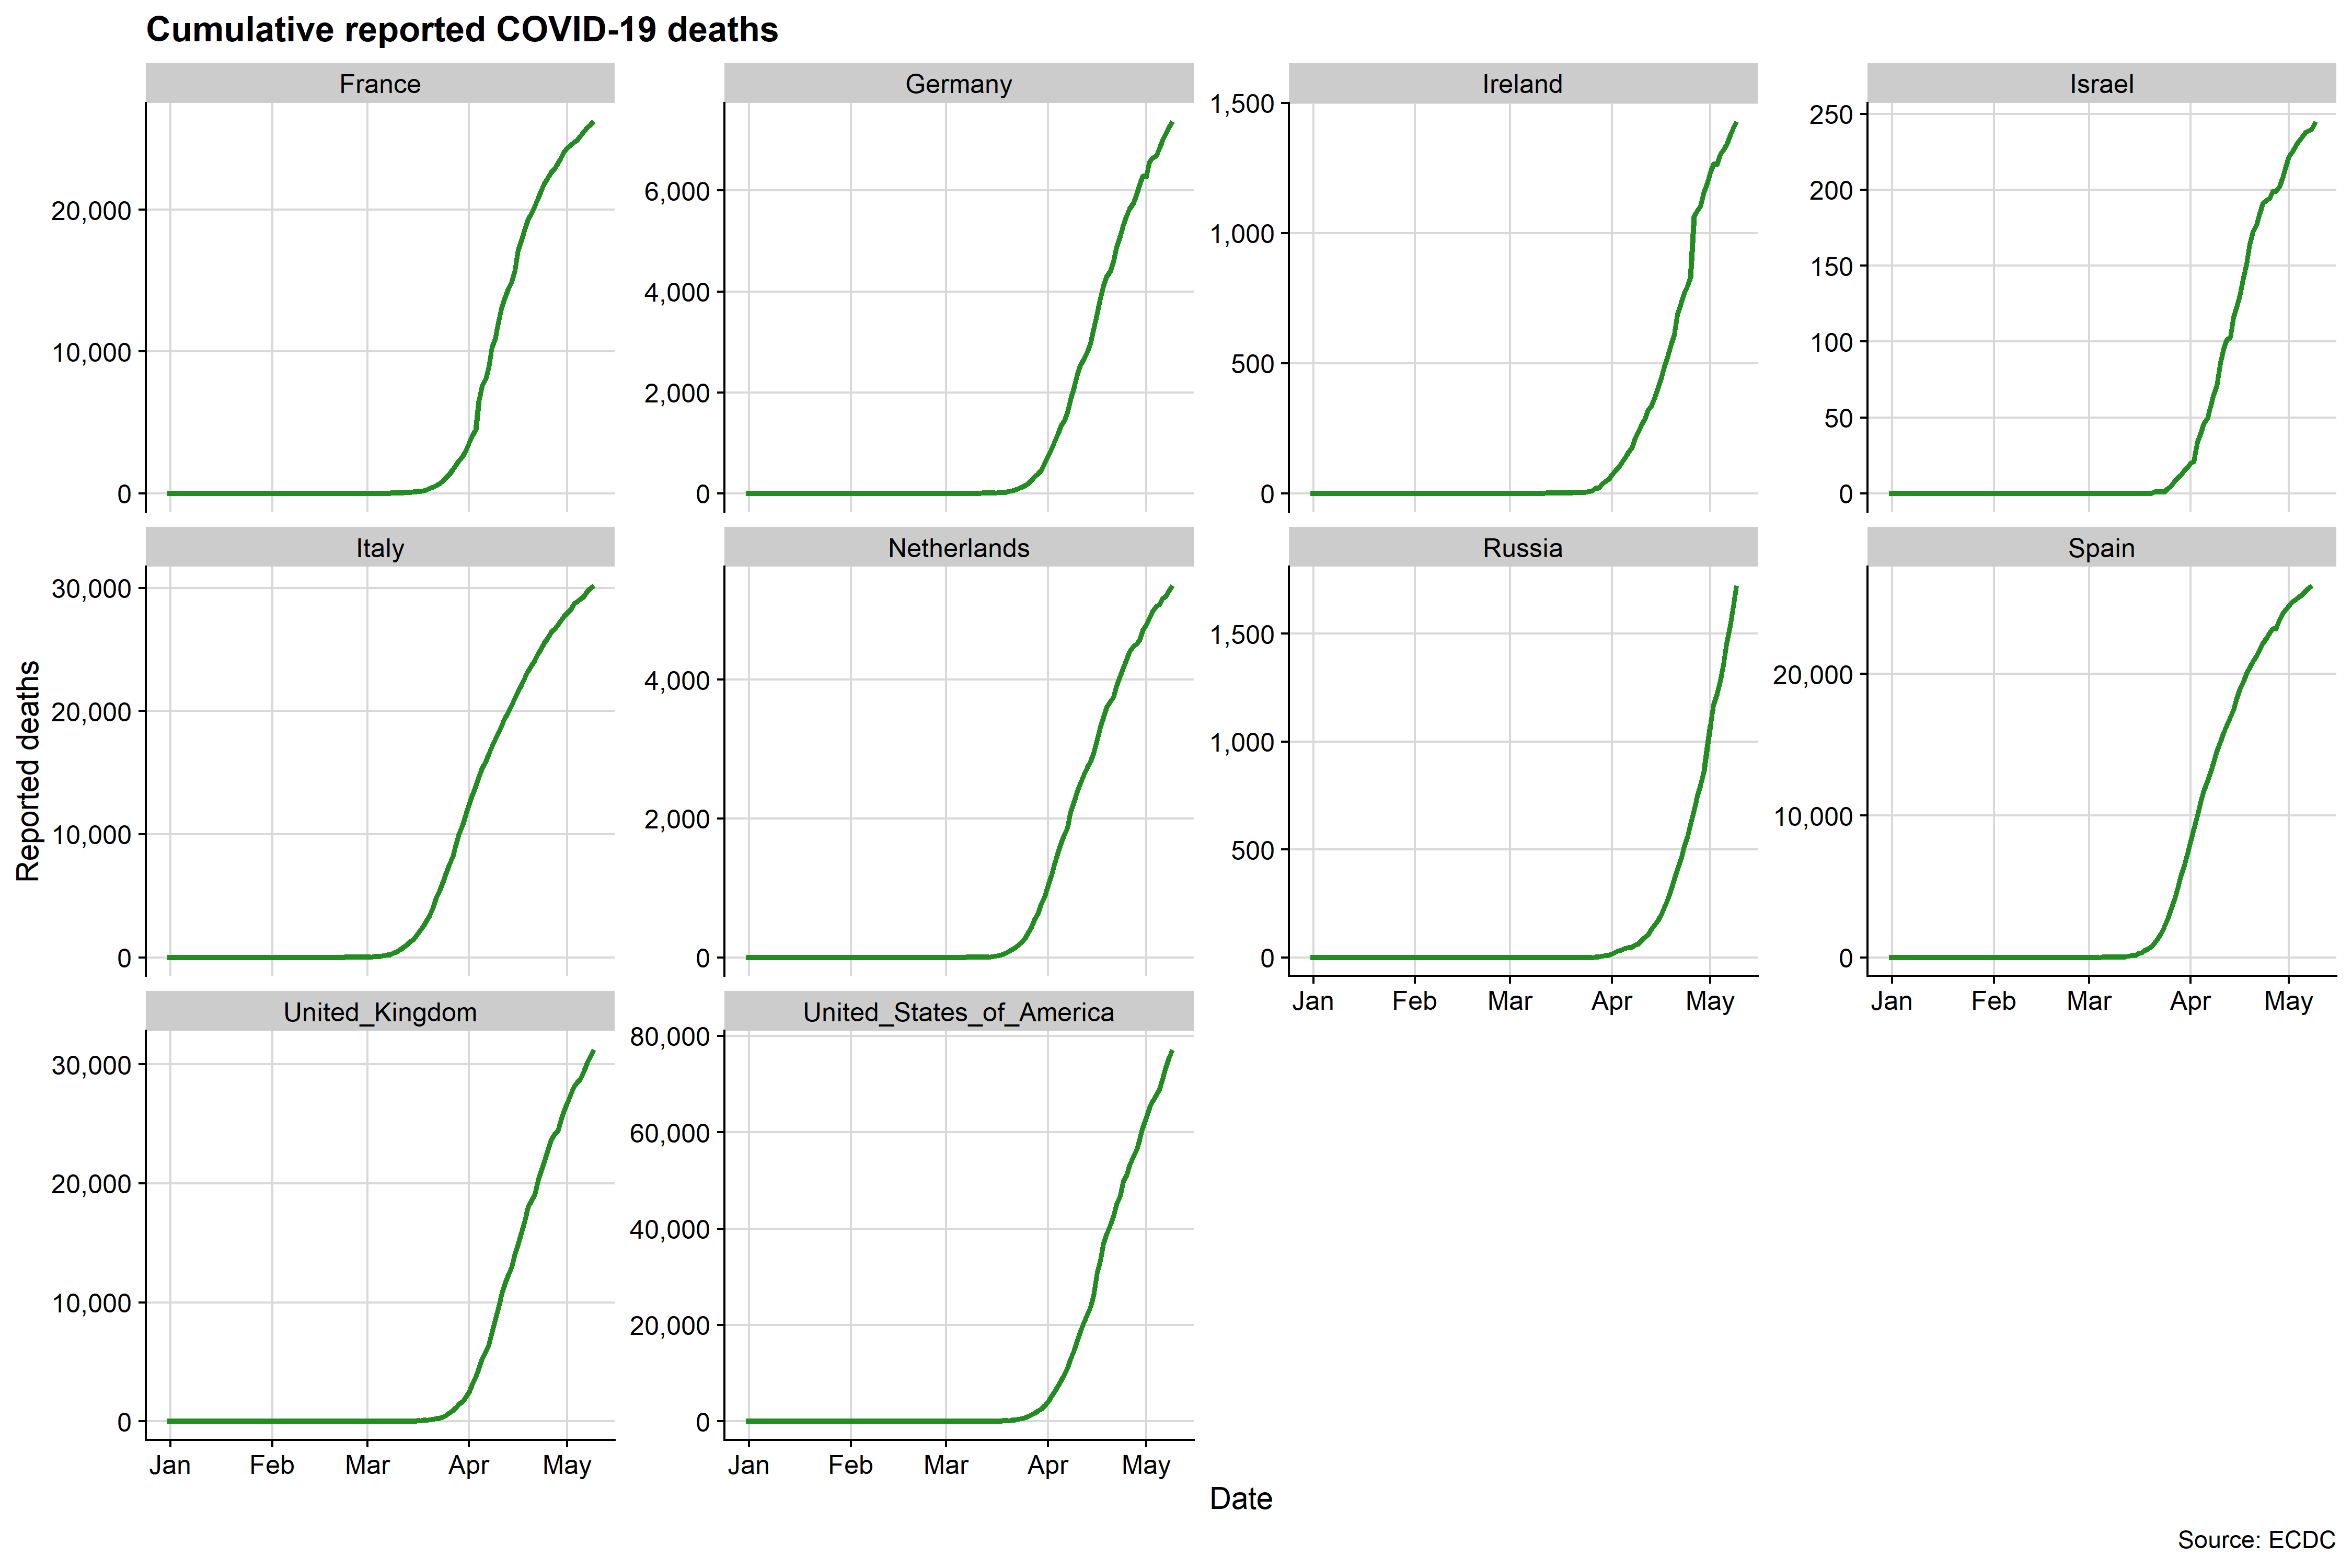 Cumulative reported COVID-19 deaths
France
Germany
Ireland
Israel
20,000
10,000
0
6,000
4,000
2,000
0
1,500
1,000
500
0
250
200
150
100
50
0
Italy
Netherlands
Russia
Spain
30,000
20,000
10,000
0
4,000
2,000
0
1,500
1,000
500
0
20,000
10,000
0
Jan Feb Mar Apr May
Jan Feb Mar Apr May
Reported deaths
United_Kingdom
United_States_of_America
30,000
20,000
10,000
0
80,000
60,000
40,000
20,000
0
Jan Feb Mar Apr May
Jan Feb Mar Apr May
Date
Source: ECDC